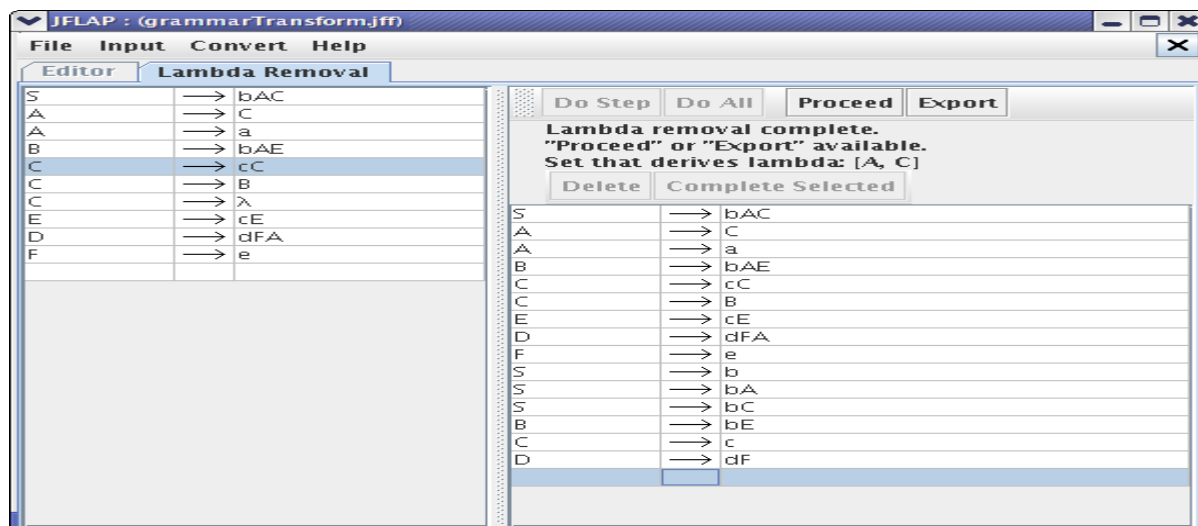 JFLAP : (grammarTransform.jff)
File Input Convert Help
Editor Lambda Removal
S → bAC
A → C
A → a
B → bAE
C → cC
C → B
C → λ
E → cE
D → dFA
F → e
Do Step Do All Proceed Export
Lambda removal complete.
"Proceed" or "Export" available.
Set that derives lambda: [A, C]
Delete Complete Selected
S → bAC
A → C
A → a
B → bAE
C → cC
C → B
E → cE
D → dFA
F → e
S → b
S → bA
S → bC
B → bE
C → c
D → dF